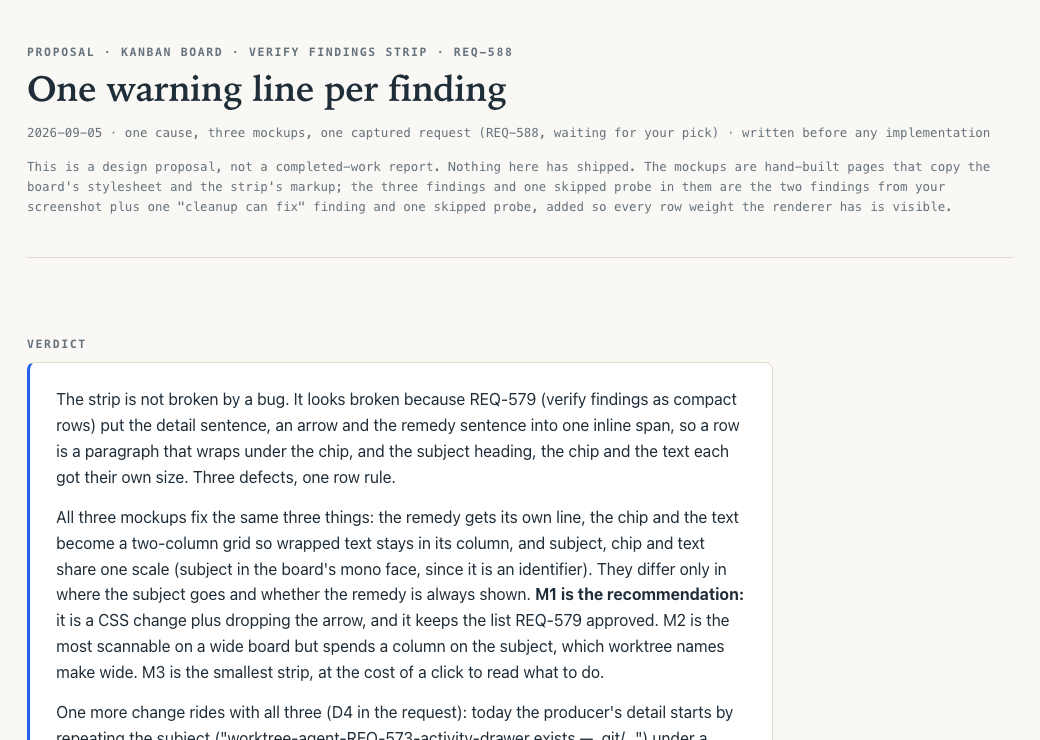 PROPOSAL · KANBAN BOARD · VERIFY FINDINGS STRIP · REQ-588
One warning line per finding
2026-09-05 · one cause, three mockups, one captured request (REQ-588, waiting for your pick) · written before any implementation
This is a design proposal, not a completed-work report. Nothing here has shipped. The mockups are hand-built pages that copy the
board's stylesheet and the strip's markup; the three findings and one skipped probe in them are the two findings from your
screenshot plus one "cleanup can fix" finding and one skipped probe, added so every row weight the renderer has is visible.
VERDICT
The strip is not broken by a bug. It looks broken because REQ-579 (verify findings as compact
rows) put the detail sentence, an arrow and the remedy sentence into one inline span, so a row
is a paragraph that wraps under the chip, and the subject heading, the chip and the text each
got their own size. Three defects, one row rule.
All three mockups fix the same three things: the remedy gets its own line, the chip and the text
become a two-column grid so wrapped text stays in its column, and subject, chip and text
share one scale (subject in the board's mono face, since it is an identifier). They differ only in
where the subject goes and whether the remedy is always shown. M1 is the recommendation:
it is a CSS change plus dropping the arrow, and it keeps the list REQ-579 approved. M2 is the
most scannable on a wide board but spends a column on the subject, which worktree names
make wide. M3 is the smallest strip, at the cost of a click to read what to do.
One more change rides with all three (D4 in the request): today the producer's detail starts by
repeating the subject ("worktree-agent-REQ-573-activity-drawer exists — .git/…") under a